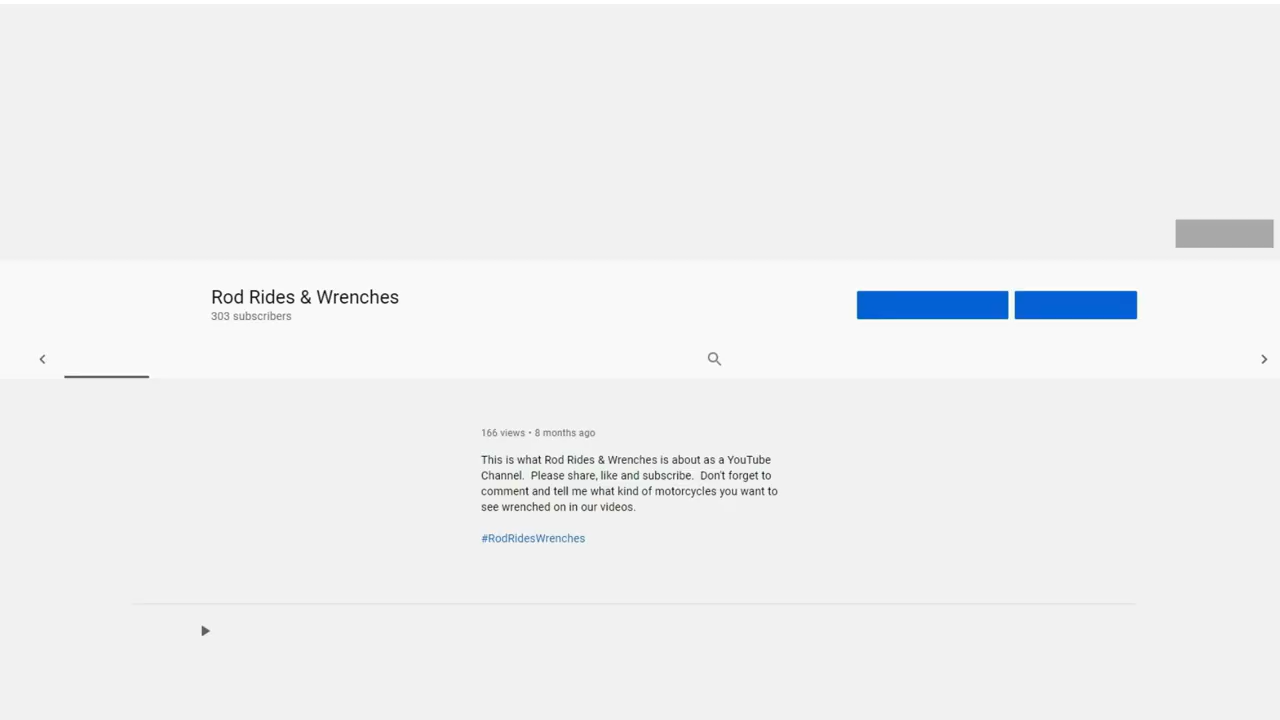 Rod Rides & Wrenches
303 subscribers
166 views • 8 months ago
This is what Rod Rides & Wrenches is about as a YouTube
Channel.  Please share, like and subscribe.  Don't forget to
comment and tell me what kind of motorcycles you want to
see wrenched on in our videos.
#RodRidesWrenches